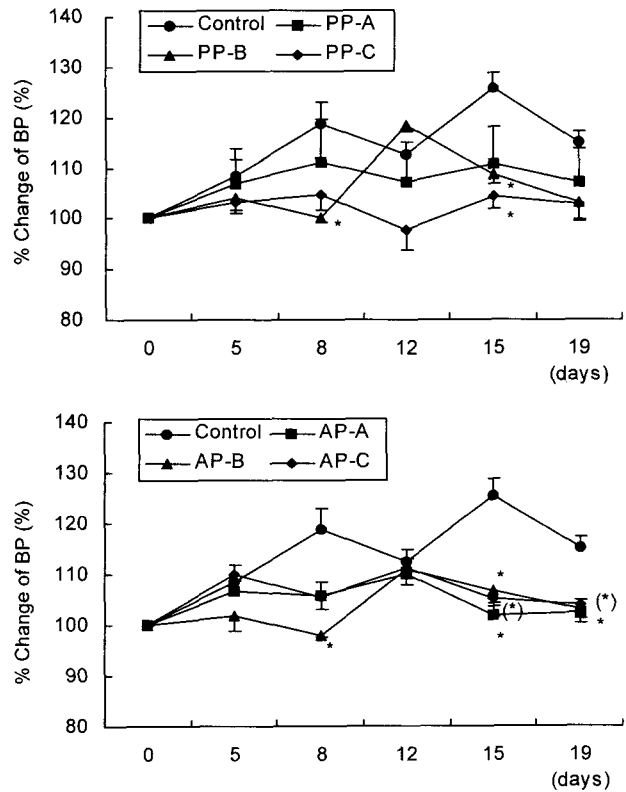 140
Control PP-A
PP-B PP-C
130
120
110
100
90
80
% Change of BP (%)
*
*
*
0 5 8 12 15 19
(days)
140
Control AP-A
AP-B AP-C
130
120
110
100
90
80
% Change of BP (%)
*
*
(*)
*
(*)
*
0 5 8 12 15 19
(days)